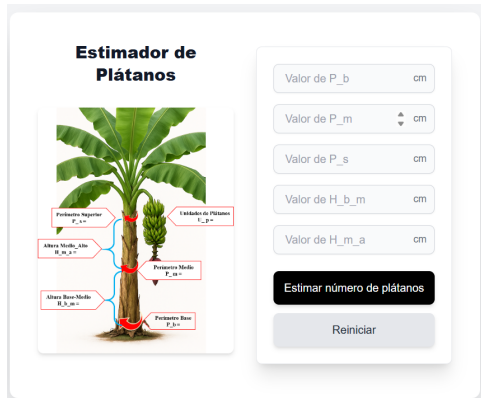 Estimador de
Plátanos
Perímetro Superior
P_s =
Unidades de Plátanos
U_p =
Altura Medio_Alto
H_m_a =
Perímetro Medio
P_m =
Altura Base-Medio
H_b_m =
Perímetro Base
P_b =
Valor de P_b cm
Valor de P_m cm
Valor de P_s cm
Valor de H_b_m cm
Valor de H_m_a cm
Estimar número de plátanos
Reiniciar